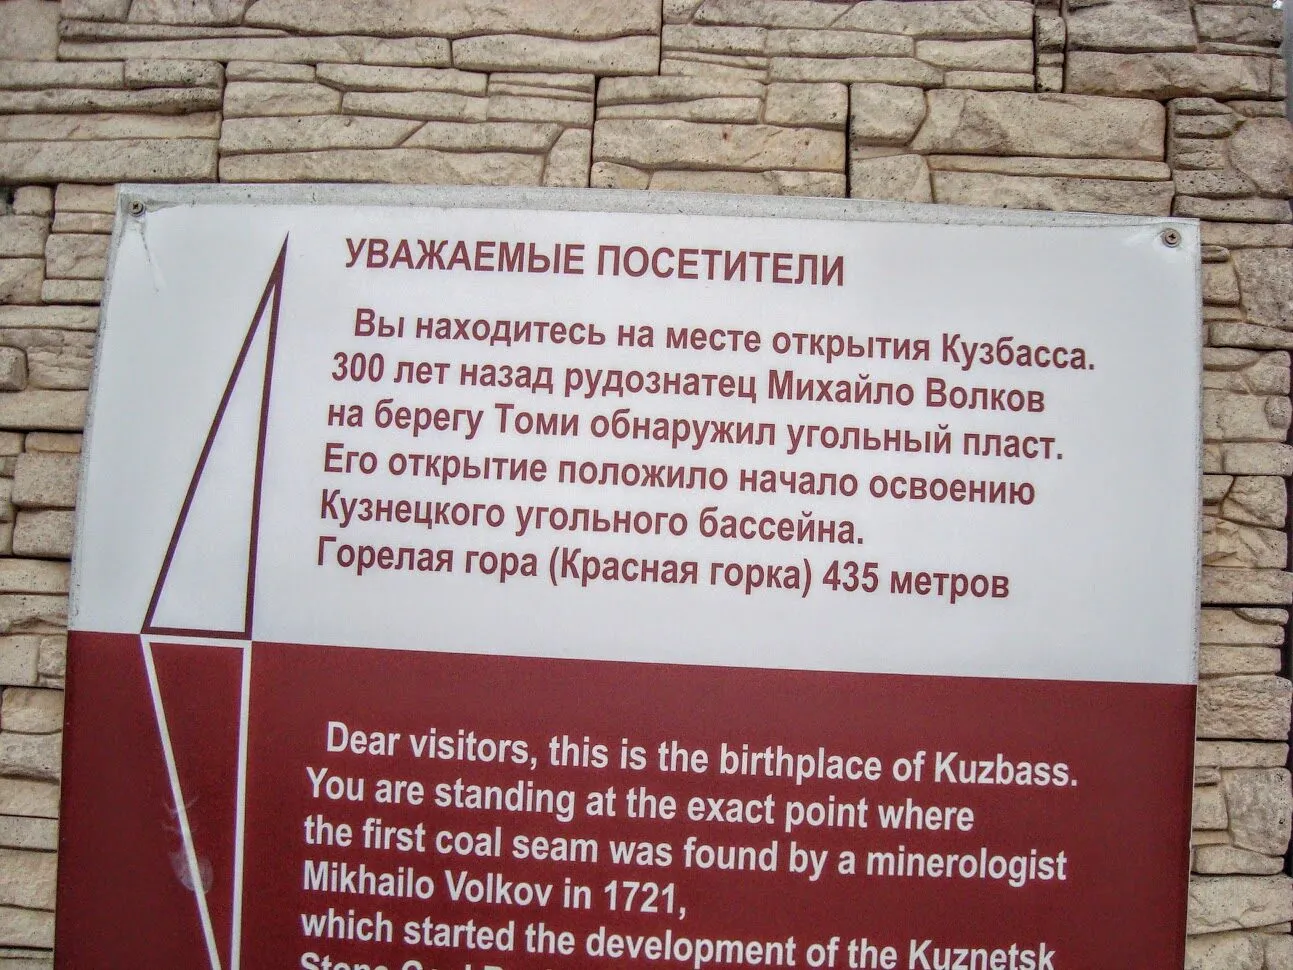 УВАЖАЕМЫЕ ПОСЕТИТЕЛИ
Вы находитесь на месте открытия Кузбасса.
300 лет назад рудознатец Михайло Волков
на берегу Томи обнаружил угольный пласт.
Его открытие положило начало освоению
Кузнецкого угольного бассейна.
Горелая гора (Красная горка) 435 метров
Dear visitors, this is the birthplace of Kuzbass.
You are standing at the exact point where
the first coal seam was found by a minerologist
Mikhailo Volkov in 1721,
which started the development of the Kuznetsk